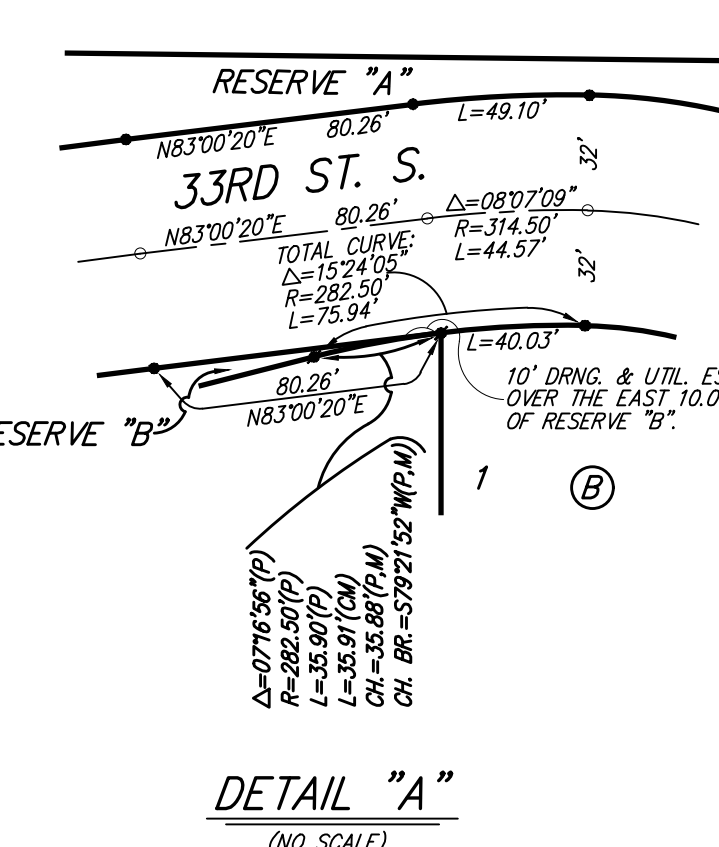 RESERVE "A"
N83°00'20"E
80.26'
L=49.10'
32'
33RD ST. S.
N83°00'20"E
80.26'
Δ=08°07'09"
R=314.50'
L=44.57'
32'
TOTAL CURVE:
Δ=15°24'05"
R=282.50'
L=75.94'
L=40.03'
80.26'
N83°00'20"E
10' DRNG. & UTIL. ES
OVER THE EAST 10.0
OF RESERVE "B".
ESERVE "B"
1
B
Δ=07°16'56"(P)
R=282.50'(P)
L=35.90'(P)
L=35.91'(CM)
CH.=35.88'(P,M)
CH. BR.=S79°21'52"W(P,M)
DETAIL "A"
(NO SCALE)